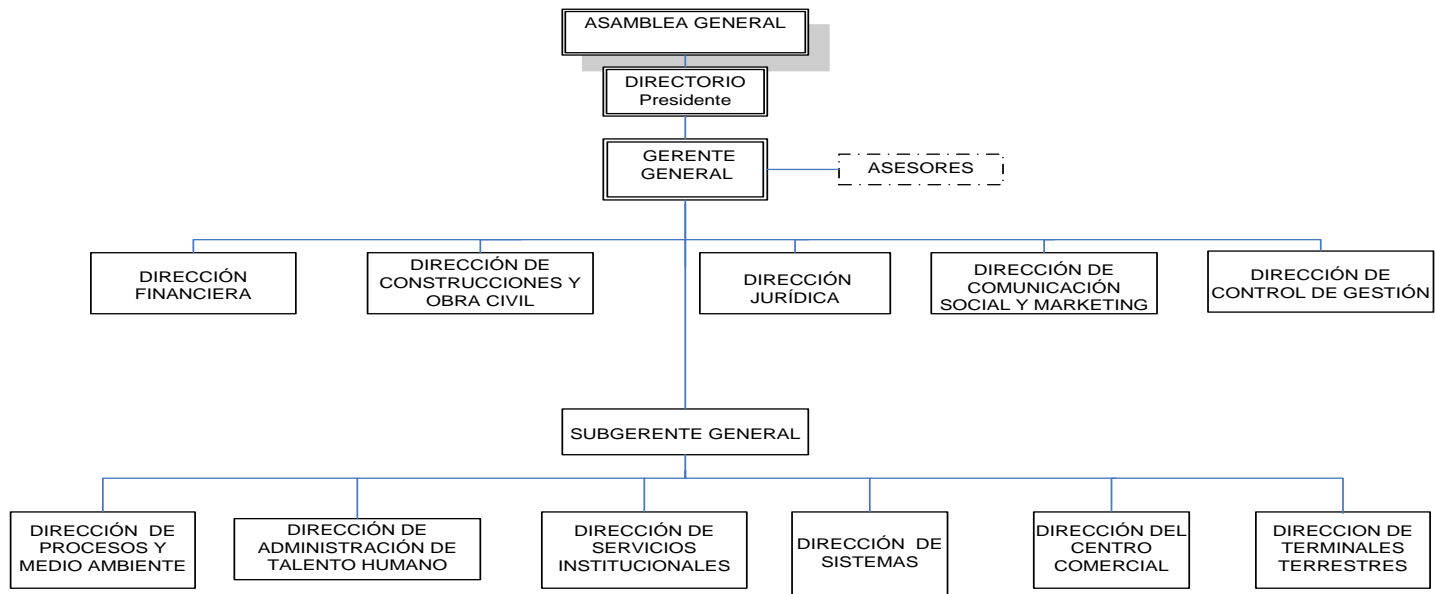 ASAMBLEA GENERAL
DIRECTORIO
Presidente
GERENTE
GENERAL
ASESORES
DIRECCIÓN
FINANCIERA
DIRECCIÓN DE
CONSTRUCCIONES Y
OBRA CIVIL
DIRECCIÓN
JURÍDICA
DIRECCIÓN DE
COMUNICACIÓN
SOCIAL Y MARKETING
DIRECCIÓN DE
CONTROL DE GESTIÓN
SUBGERENTE GENERAL
DIRECCIÓN DE
PROCESOS Y
MEDIO AMBIENTE
DIRECCIÓN DE
ADMINISTRACIÓN DE
TALENTO HUMANO
DIRECCIÓN DE
SERVICIOS
INSTITUCIONALES
DIRECCIÓN DE
SISTEMAS
DIRECCIÓN DEL
CENTRO
COMERCIAL
DIRECCION DE
TERMINALES
TERRESTRES